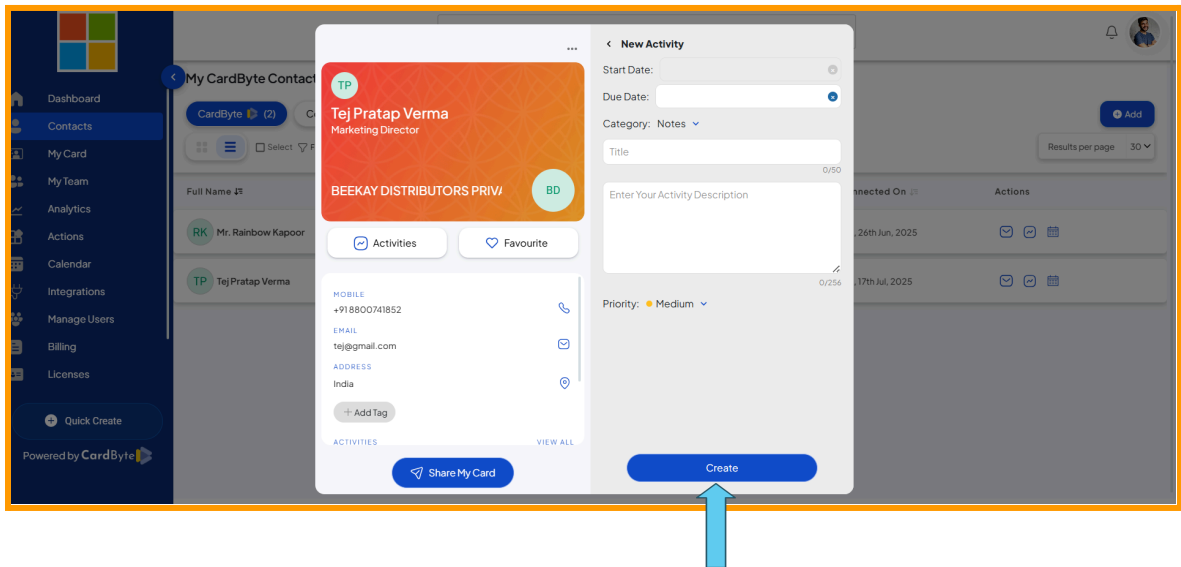 Dashboard
Contacts
My Card
My Team
Analytics
Actions
Calendar
Integrations
Manage Users
Billing
Licenses
Quick Create
Powered by CardByte
My CardByte Contact
CardByte (2)
Select
Add
Results per page 30
Full Name
nnected On
Actions
RK Mr. Rainbow Kapoor
, 26th Jun, 2025
TP Tej Pratap Verma
, 17th Jul, 2025
...
TP
Tej Pratap Verma
Marketing Director
BEEKAY DISTRIBUTORS PRIV
BD
Activities
Favourite
MOBILE
+91 8800741852
EMAIL
tej@gmail.com
ADDRESS
India
+ Add Tag
ACTIVITIES
VIEW ALL
Share My Card
< New Activity
Start Date:
Due Date:
Category: Notes
Title
0/50
Enter Your Activity Description
0/256
Priority: Medium
Create